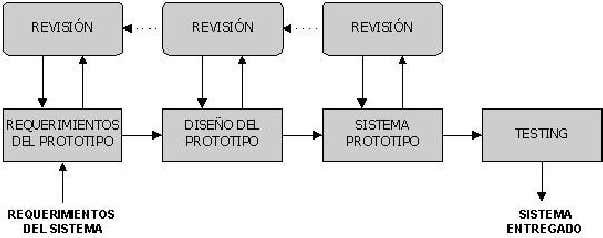 REVISIÓN
REVISIÓN
REVISIÓN
REQUERIMIENTOS
DEL PROTOTIPO
DISEÑO DEL
PROTOTIPO
SISTEMA
PROTOTIPO
TESTING
REQUERIMIENTOS
DEL SISTEMA
SISTEMA
ENTREGADO